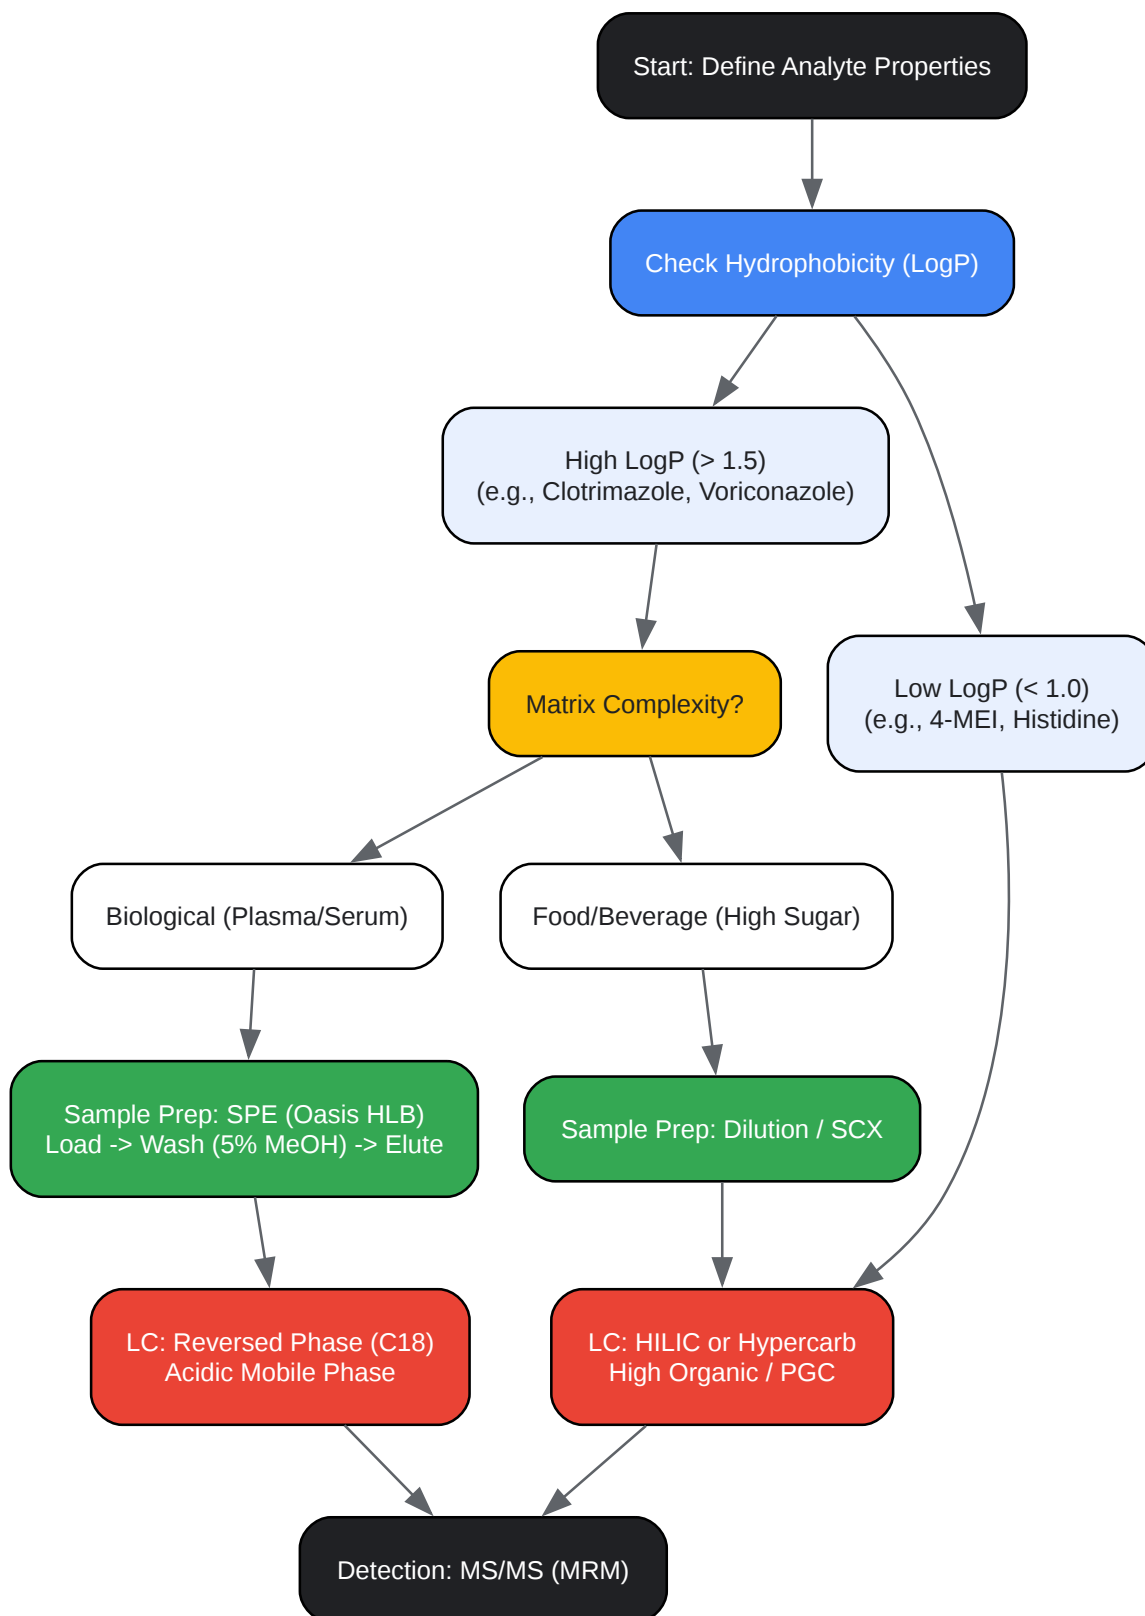 Start: Define Analyte Properties
Check Hydrophobicity (LogP)
High LogP (> 1.5)
(e.g., Clotrimazole, Voriconazole)
Low LogP (< 1.0)
(e.g., 4-MEI, Histidine)
Matrix Complexity?
Biological (Plasma/Serum)
Food/Beverage (High Sugar)
Sample Prep: SPE (Oasis HLB)
Load -> Wash (5% MeOH) -> Elute
Sample Prep: Dilution / SCX
LC: Reversed Phase (C18)
Acidic Mobile Phase
LC: HILIC or Hypercarb
High Organic / PGC
Detection: MS/MS (MRM)